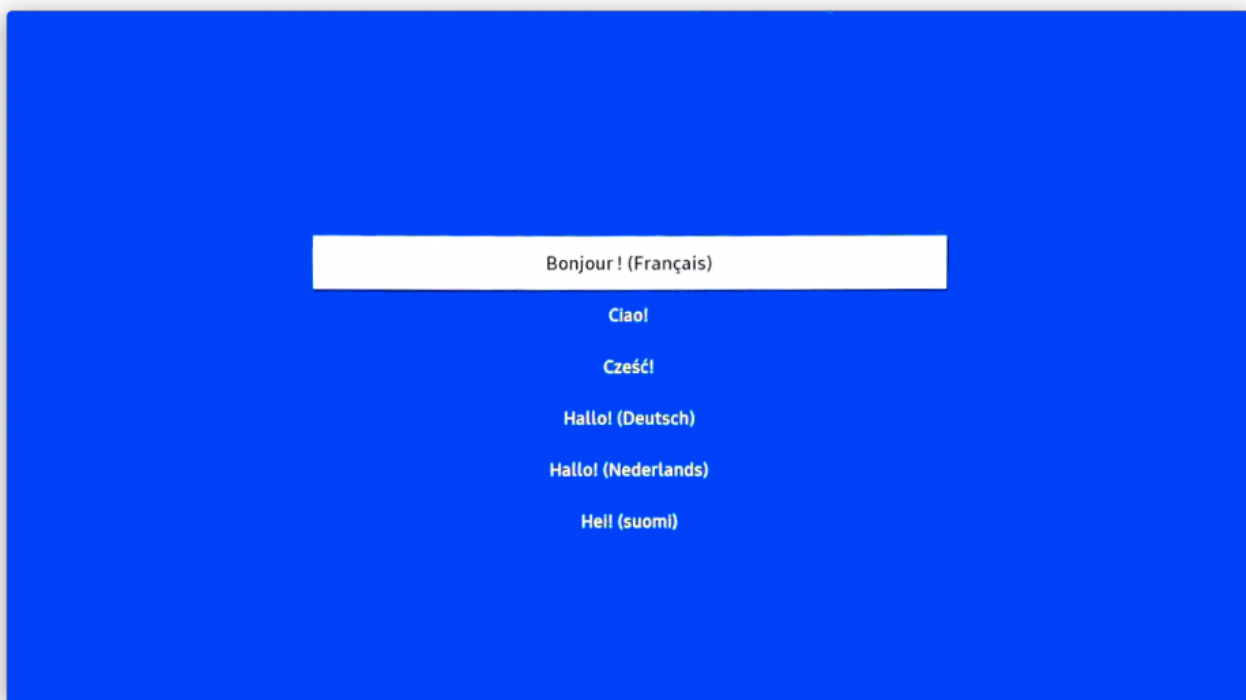 Bonjour ! (Français)
Ciao!
Cześć!
Hallo! (Deutsch)
Hallo! (Nederlands)
Hei! (suomi)